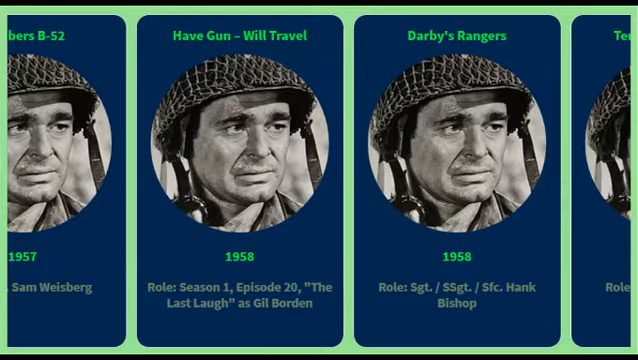 bers B-52
1957
. Sam Weisberg
Have Gun – Will Travel
1958
Role: Season 1, Episode 20, "The
Last Laugh" as Gil Borden
Darby's Rangers
1958
Role: Sgt. / SSgt. / Sfc. Hank
Bishop
Ter
Role